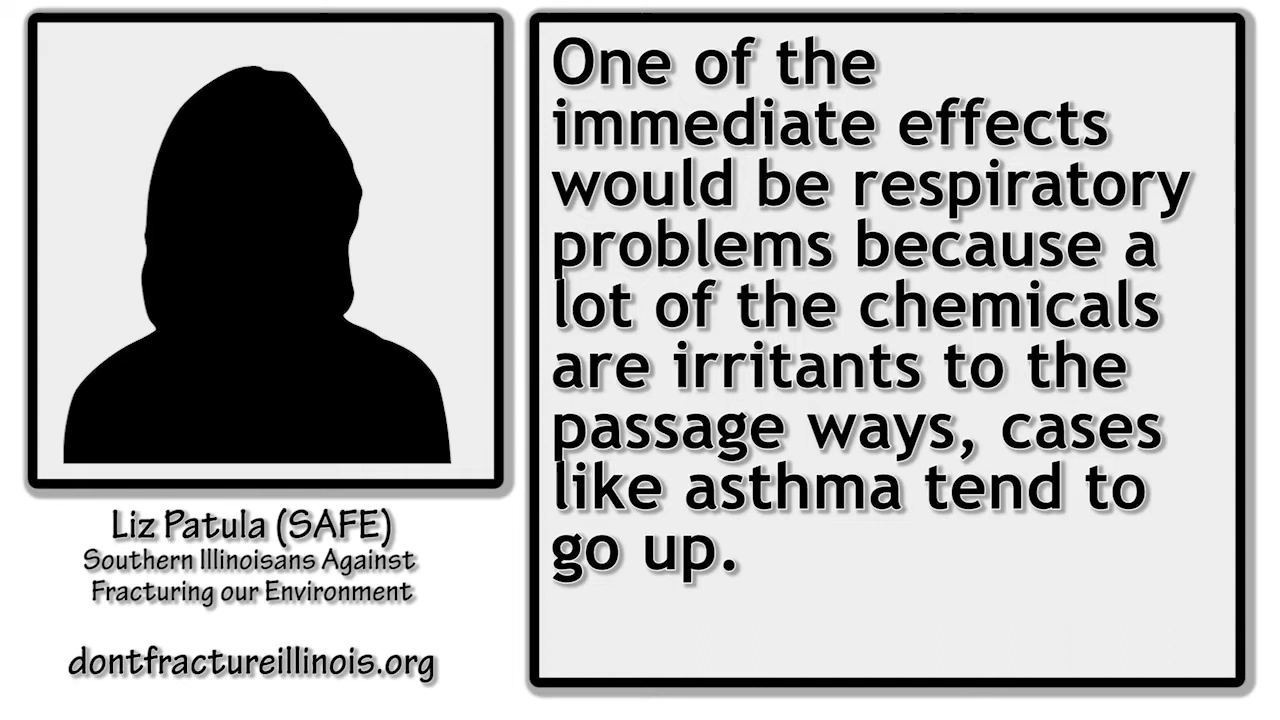 One of the
immediate effects
would be respiratory
problems because a
lot of the chemicals
are irritants to the
passage ways, cases
like asthma tend to
go up.
Liz Patula (SAFE)
Southern Illinoisans Against
Fracturing our Environment
dontfractureillinois.org